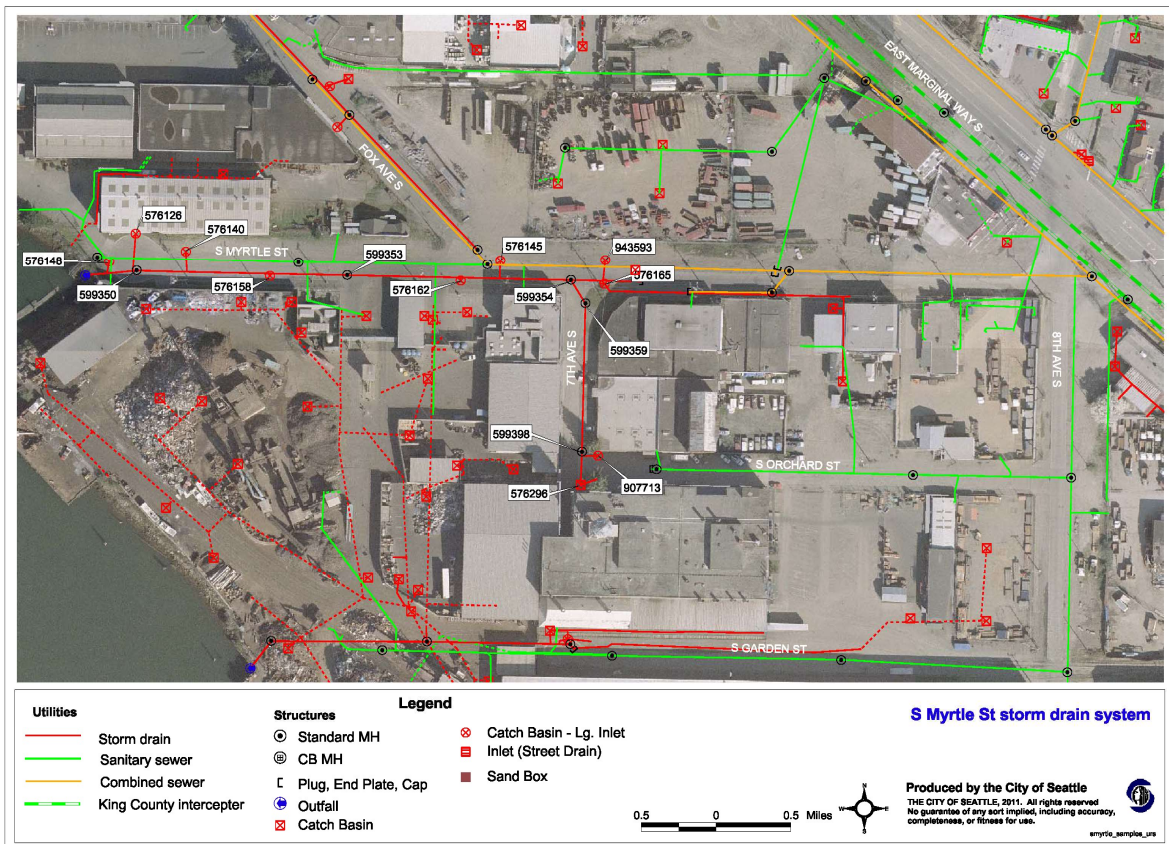 EAST MARGINAL WAY S
FOX AVE S
576126
576140
S MYRTLE ST
576145
943593
576148
599353
576165
599350
576158
576162
599354
599359
7TH AVE S
8TH AVE S
599398
S ORCHARD ST
576296
907713
S GARDEN ST
Legend
Utilities
Storm drain
Sanitary sewer
Combined sewer
King County intercepter
Structures
Standard MH
CB MH
Plug, End Plate, Cap
Outfall
Catch Basin
Catch Basin - Lg. Inlet
Inlet (Street Drain)
Sand Box
S Myrtle St storm drain system
0.5 0 0.5 Miles
N
W E
S
Produced by the City of Seattle
THE CITY OF SEATTLE, 2011. All rights reserved
No guarantee of any sort implied, including accuracy,
completeness, or fitness for use.
smyrtle_samples_urs